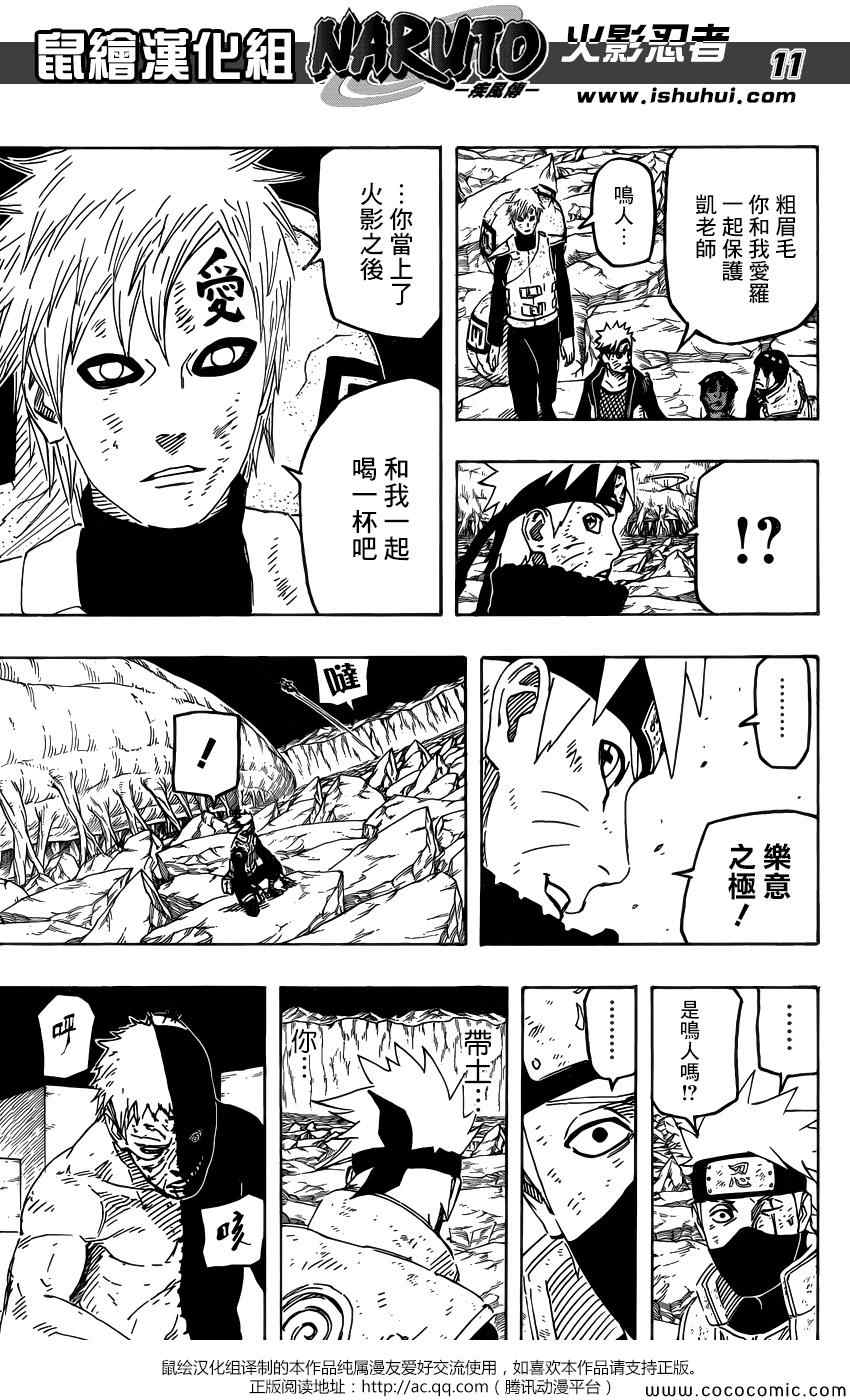 鼠繪漢化組
NARUTO
-疾風傳-
火影忍者
11
www.ishuhui.com
粗眉毛
你和我愛羅
一起保護
凱老師
鳴人…
…你當上了
火影之後
愛
和我一起
喝一杯吧
!?
………
樂意
之極！
噠
！
………
是鳴人嗎!?
忍
………
帶土…
你…
呼
咳
鼠绘汉化组译制的本作品纯属漫友爱好交流使用，如喜欢本作品请支持正版。
正版阅读地址：http://ac.qq.com（腾讯动漫平台）
www.cococomic.com